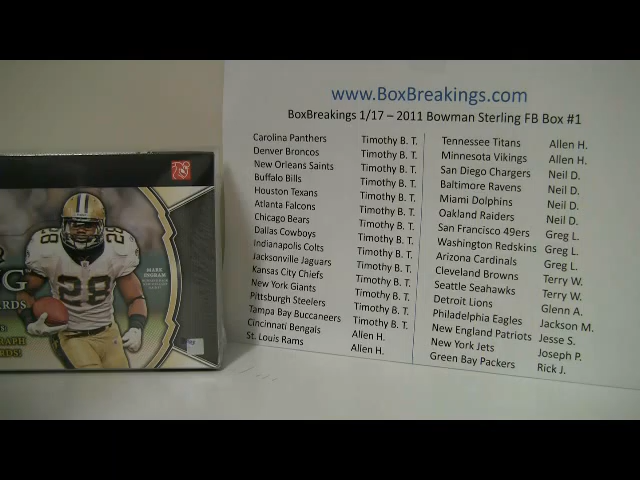 www.BoxBreakings.com
BoxBreakings 1/17 – 2011 Bowman Sterling FB Box #1
Carolina Panthers Timothy B. T.
Denver Broncos Timothy B. T.
New Orleans Saints Timothy B. T.
Buffalo Bills Timothy B. T.
Houston Texans Timothy B. T.
Atlanta Falcons Timothy B. T.
Chicago Bears Timothy B. T.
Dallas Cowboys Timothy B. T.
Indianapolis Colts Timothy B. T.
Jacksonville Jaguars Timothy B. T.
Kansas City Chiefs Timothy B. T.
New York Giants Timothy B. T.
Pittsburgh Steelers Timothy B. T.
Tampa Bay Buccaneers Timothy B. T.
Cincinnati Bengals Allen H.
St. Louis Rams Allen H.
Tennessee Titans Allen H.
Minnesota Vikings Allen H.
San Diego Chargers Neil D.
Baltimore Ravens Neil D.
Miami Dolphins Neil D.
Oakland Raiders Neil D.
San Francisco 49ers Greg L.
Washington Redskins Greg L.
Arizona Cardinals Greg L.
Cleveland Browns Terry W.
Seattle Seahawks Terry W.
Detroit Lions Glenn A.
Philadelphia Eagles Jackson M.
New England Patriots Jesse S.
New York Jets Joseph P.
Green Bay Packers Rick J.
28
28
MARK INGRAM
G
ARDS
RAPH
ARDS!